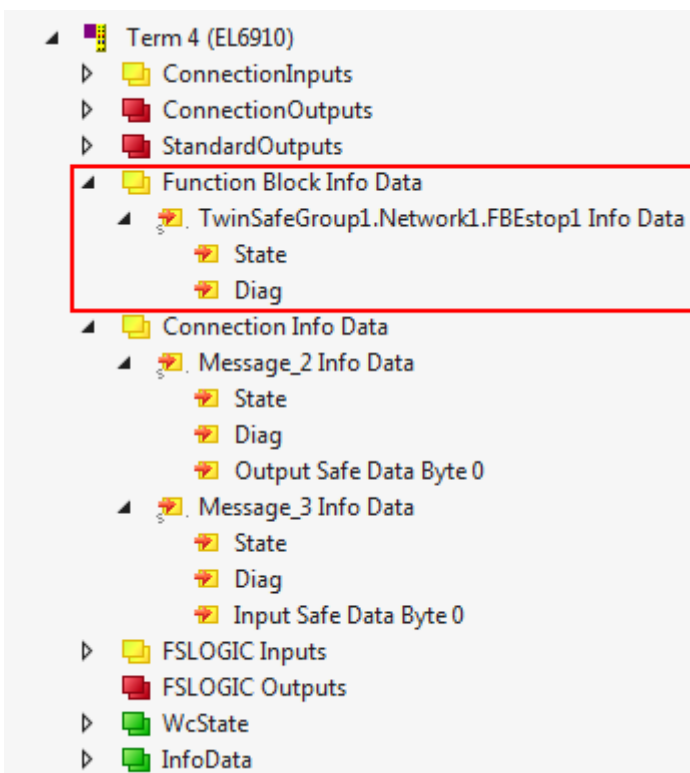 Term 4 (EL6910)
ConnectionInputs
ConnectionOutputs
StandardOutputs
Function Block Info Data
TwinSafeGroup1.Network1.FBEstop1 Info Data
State
Diag
Connection Info Data
Message_2 Info Data
State
Diag
Output Safe Data Byte 0
Message_3 Info Data
State
Diag
Input Safe Data Byte 0
FSLOGIC Inputs
FSLOGIC Outputs
WcState
InfoData